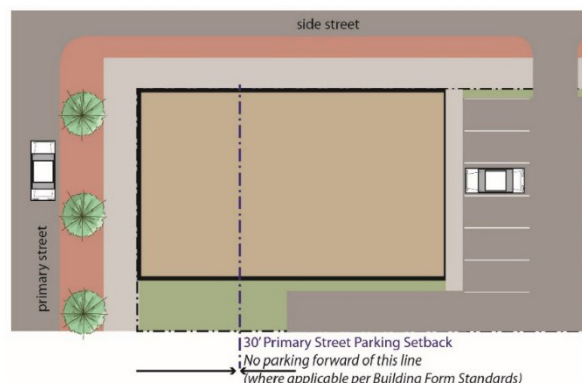 side street
primary street
30' Primary Street Parking Setback
No parking forward of this line
(where applicable per Building Form Standards)